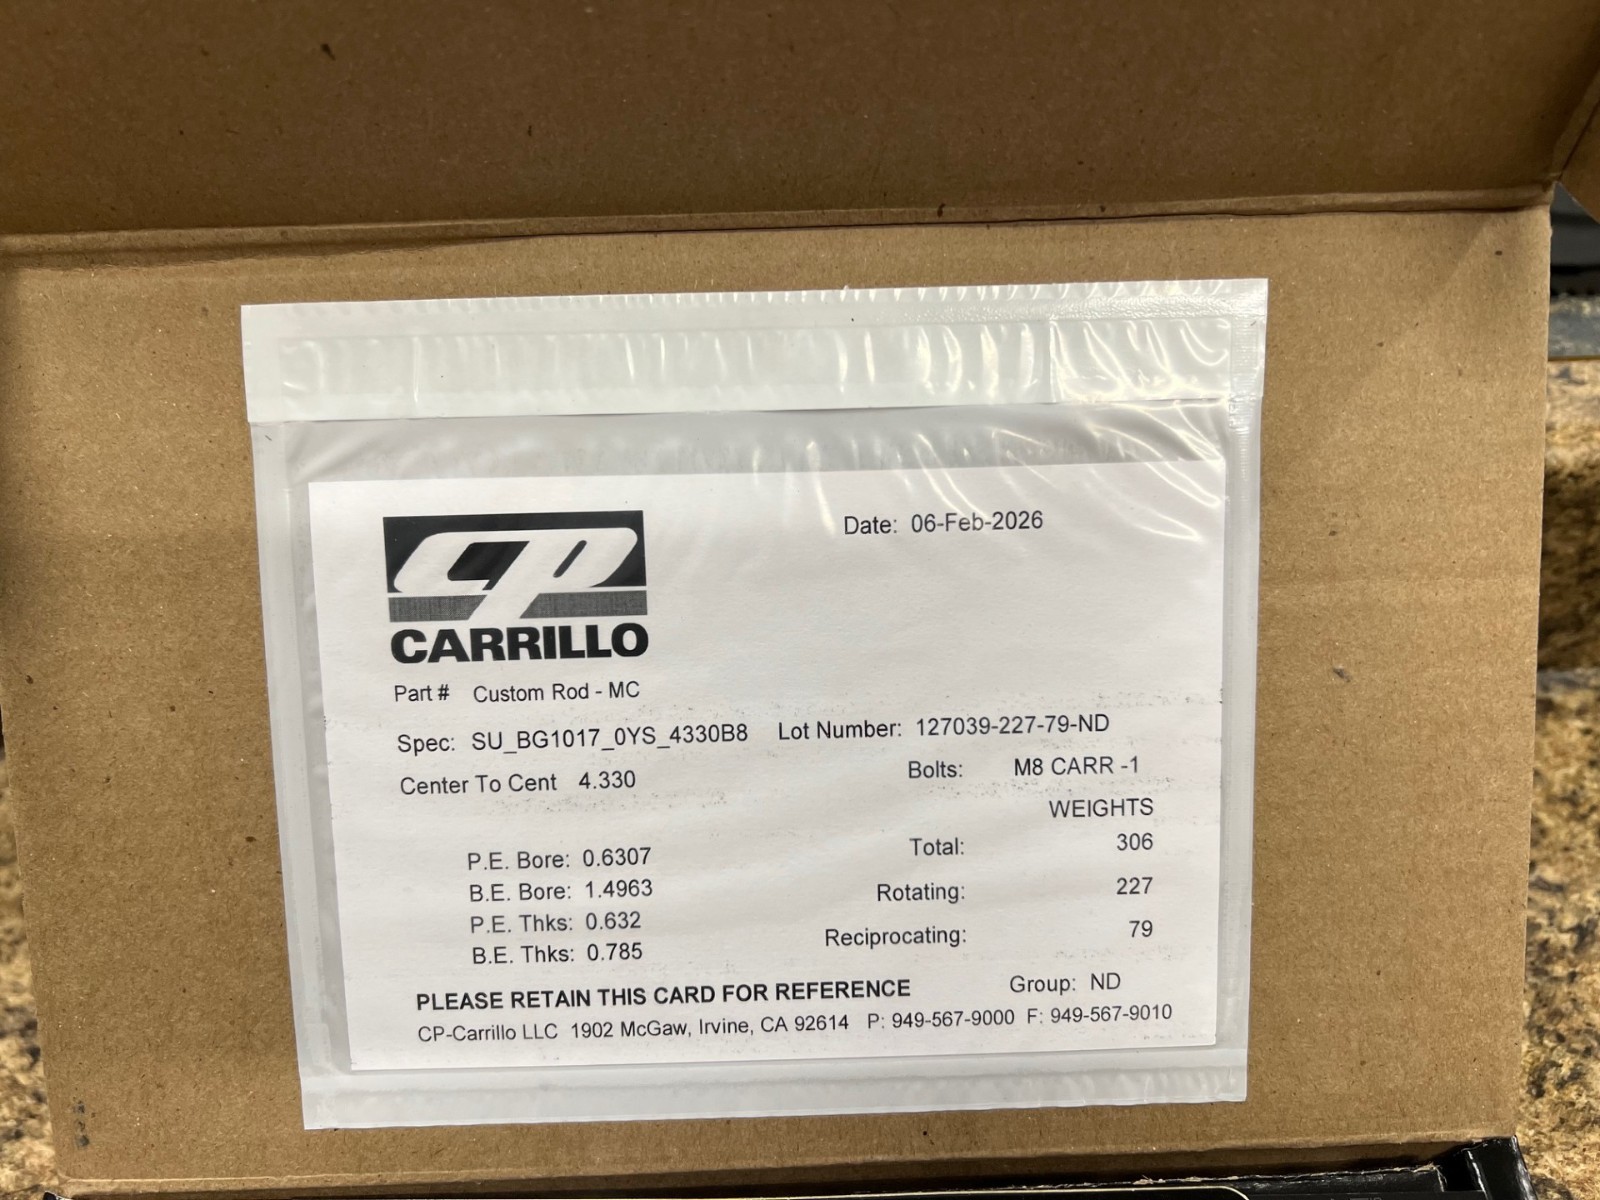 CP
CARRILLO
Date: 06-Feb-2026
Part # Custom Rod - MC
Spec: SU_BG1017_0YS_4330B8 Lot Number: 127039-227-79-ND
Center To Cent 4.330 Bolts: M8 CARR -1
WEIGHTS
P.E. Bore: 0.6307 Total: 306
B.E. Bore: 1.4963 Rotating: 227
P.E. Thks: 0.632
B.E. Thks: 0.785 Reciprocating: 79
PLEASE RETAIN THIS CARD FOR REFERENCE Group: ND
CP-Carrillo LLC 1902 McGaw, Irvine, CA 92614 P: 949-567-9000 F: 949-567-9010